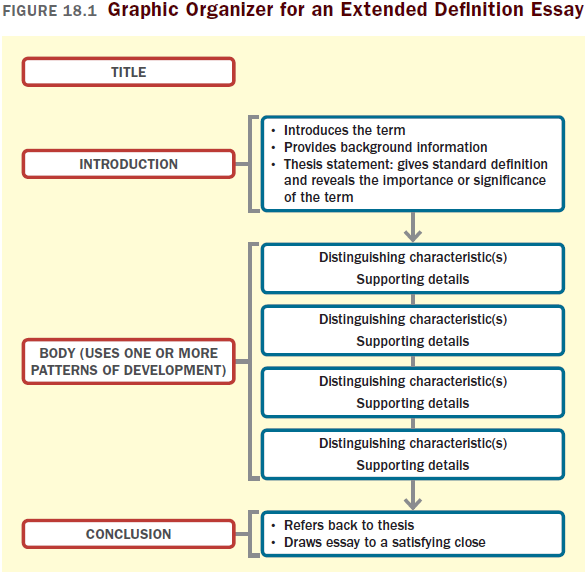 FIGURE 18.1 Graphic Organizer for an Extended Definition Essay
TITLE
INTRODUCTION
• Introduces the term
• Provides background information
• Thesis statement: gives standard definition
and reveals the importance or significance
of the term
BODY (USES ONE OR MORE
PATTERNS OF DEVELOPMENT)
Distinguishing characteristic(s)
Supporting details
Distinguishing characteristic(s)
Supporting details
Distinguishing characteristic(s)
Supporting details
Distinguishing characteristic(s)
Supporting details
CONCLUSION
• Refers back to thesis
• Draws essay to a satisfying close